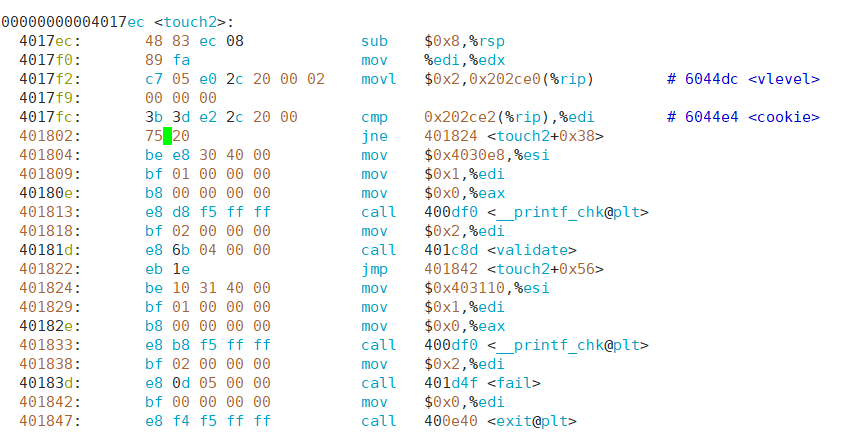 00000000004017ec <touch2>:
4017ec: 48 83 ec 08 sub $0x8,%rsp
4017f0: 89 fa mov %edi,%edx
4017f2: c7 05 e0 2c 20 00 02 movl $0x2,0x202ce0(%rip) # 6044dc <vlevel>
4017f9: 00 00 00
4017fc: 3b 3d e2 2c 20 00 cmp 0x202ce2(%rip),%edi # 6044e4 <cookie>
401802: 75 20 jne 401824 <touch2+0x38>
401804: be e8 30 40 00 mov $0x4030e8,%esi
401809: bf 01 00 00 00 mov $0x1,%edi
40180e: b8 00 00 00 00 mov $0x0,%eax
401813: e8 d8 f5 ff ff call 400df0 <__printf_chk@plt>
401818: bf 02 00 00 00 mov $0x2,%edi
40181d: e8 6b 04 00 00 call 401c8d <validate>
401822: eb 1e jmp 401842 <touch2+0x56>
401824: be 10 31 40 00 mov $0x403110,%esi
401829: bf 01 00 00 00 mov $0x1,%edi
40182e: b8 00 00 00 00 mov $0x0,%eax
401833: e8 b8 f5 ff ff call 400df0 <__printf_chk@plt>
401838: bf 02 00 00 00 mov $0x2,%edi
40183d: e8 0d 05 00 00 call 401d4f <fail>
401842: bf 00 00 00 00 mov $0x0,%edi
401847: e8 f4 f5 ff ff call 400e40 <exit@plt>